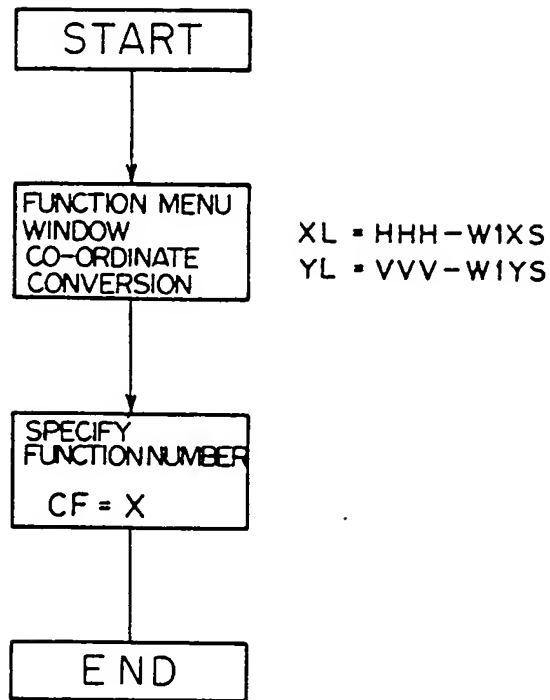 START
FUNCTION MENU
WINDOW
CO-ORDINATE
CONVERSION
XL = HHH-W1XS
YL = VVV-W1YS
SPECIFY
FUNCTION NUMBER
CF = X
END